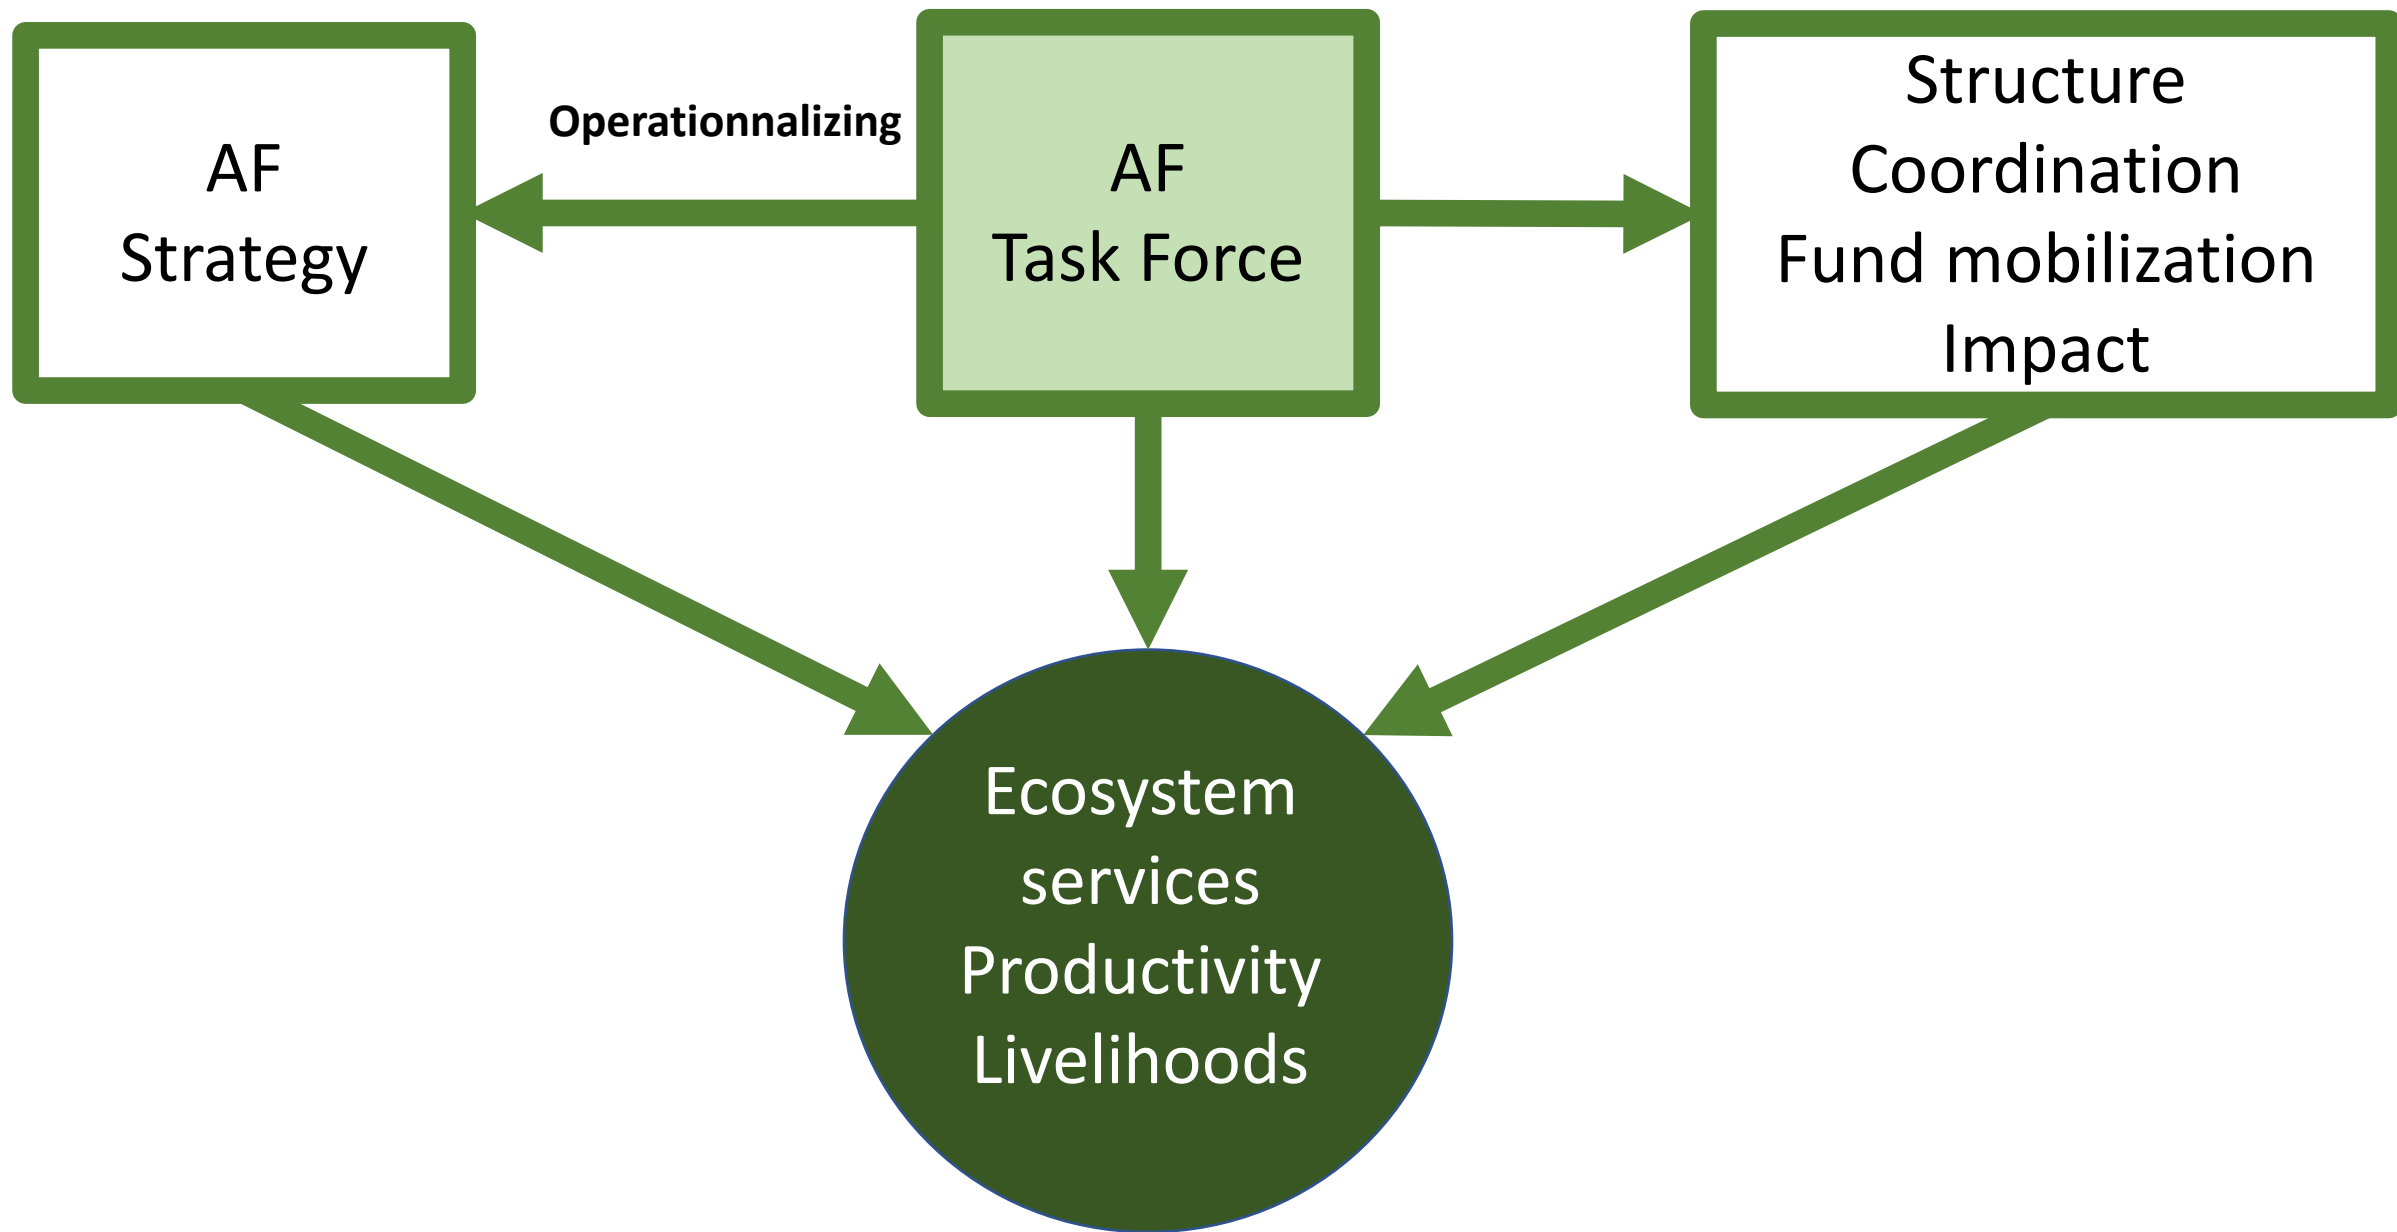 AF
Strategy
Operationnalizing
AF
Task Force
Structure
Coordination
Fund mobilization
Impact
Ecosystem
services
Productivity
Livelihoods